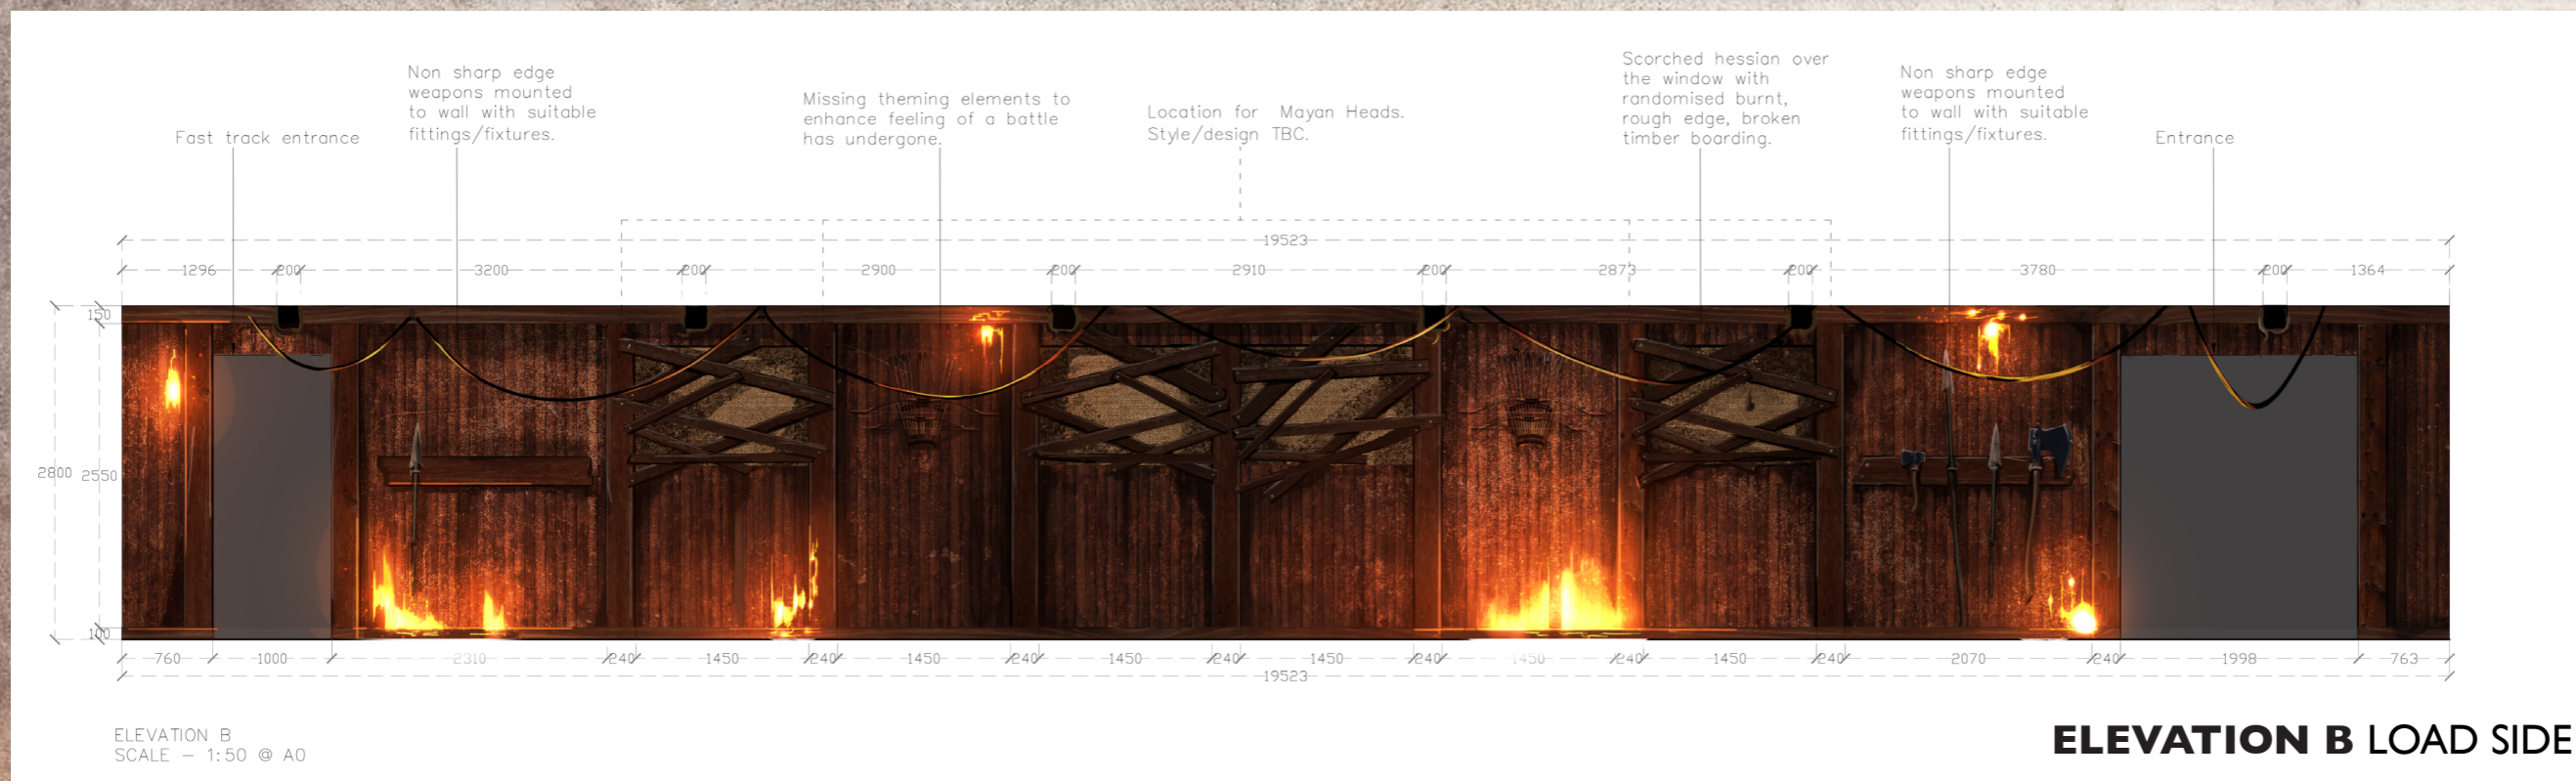 Fast track entrance
Non sharp edge
weapons mounted
to wall with suitable
fittings/fixtures.
Missing theming elements to
enhance feeling of a battle
has undergone.
Location for Mayan Heads.
Style/design TBC.
Scorched hessian over
the window with
randomised burnt,
rough edge, broken
timber boarding.
Non sharp edge
weapons mounted
to wall with suitable
fittings/fixtures.
Entrance
19523
1296 200 3200 200 2900 200 2910 200 2873 200 3780 200 1364
150
2800 2550
100
760 1000 2310 240 1450 240 1450 240 1450 240 1450 240 1450 240 1450 240 2070 240 1998 763
19523
ELEVATION B
SCALE - 1:50 @ A0
ELEVATION B LOAD SIDE